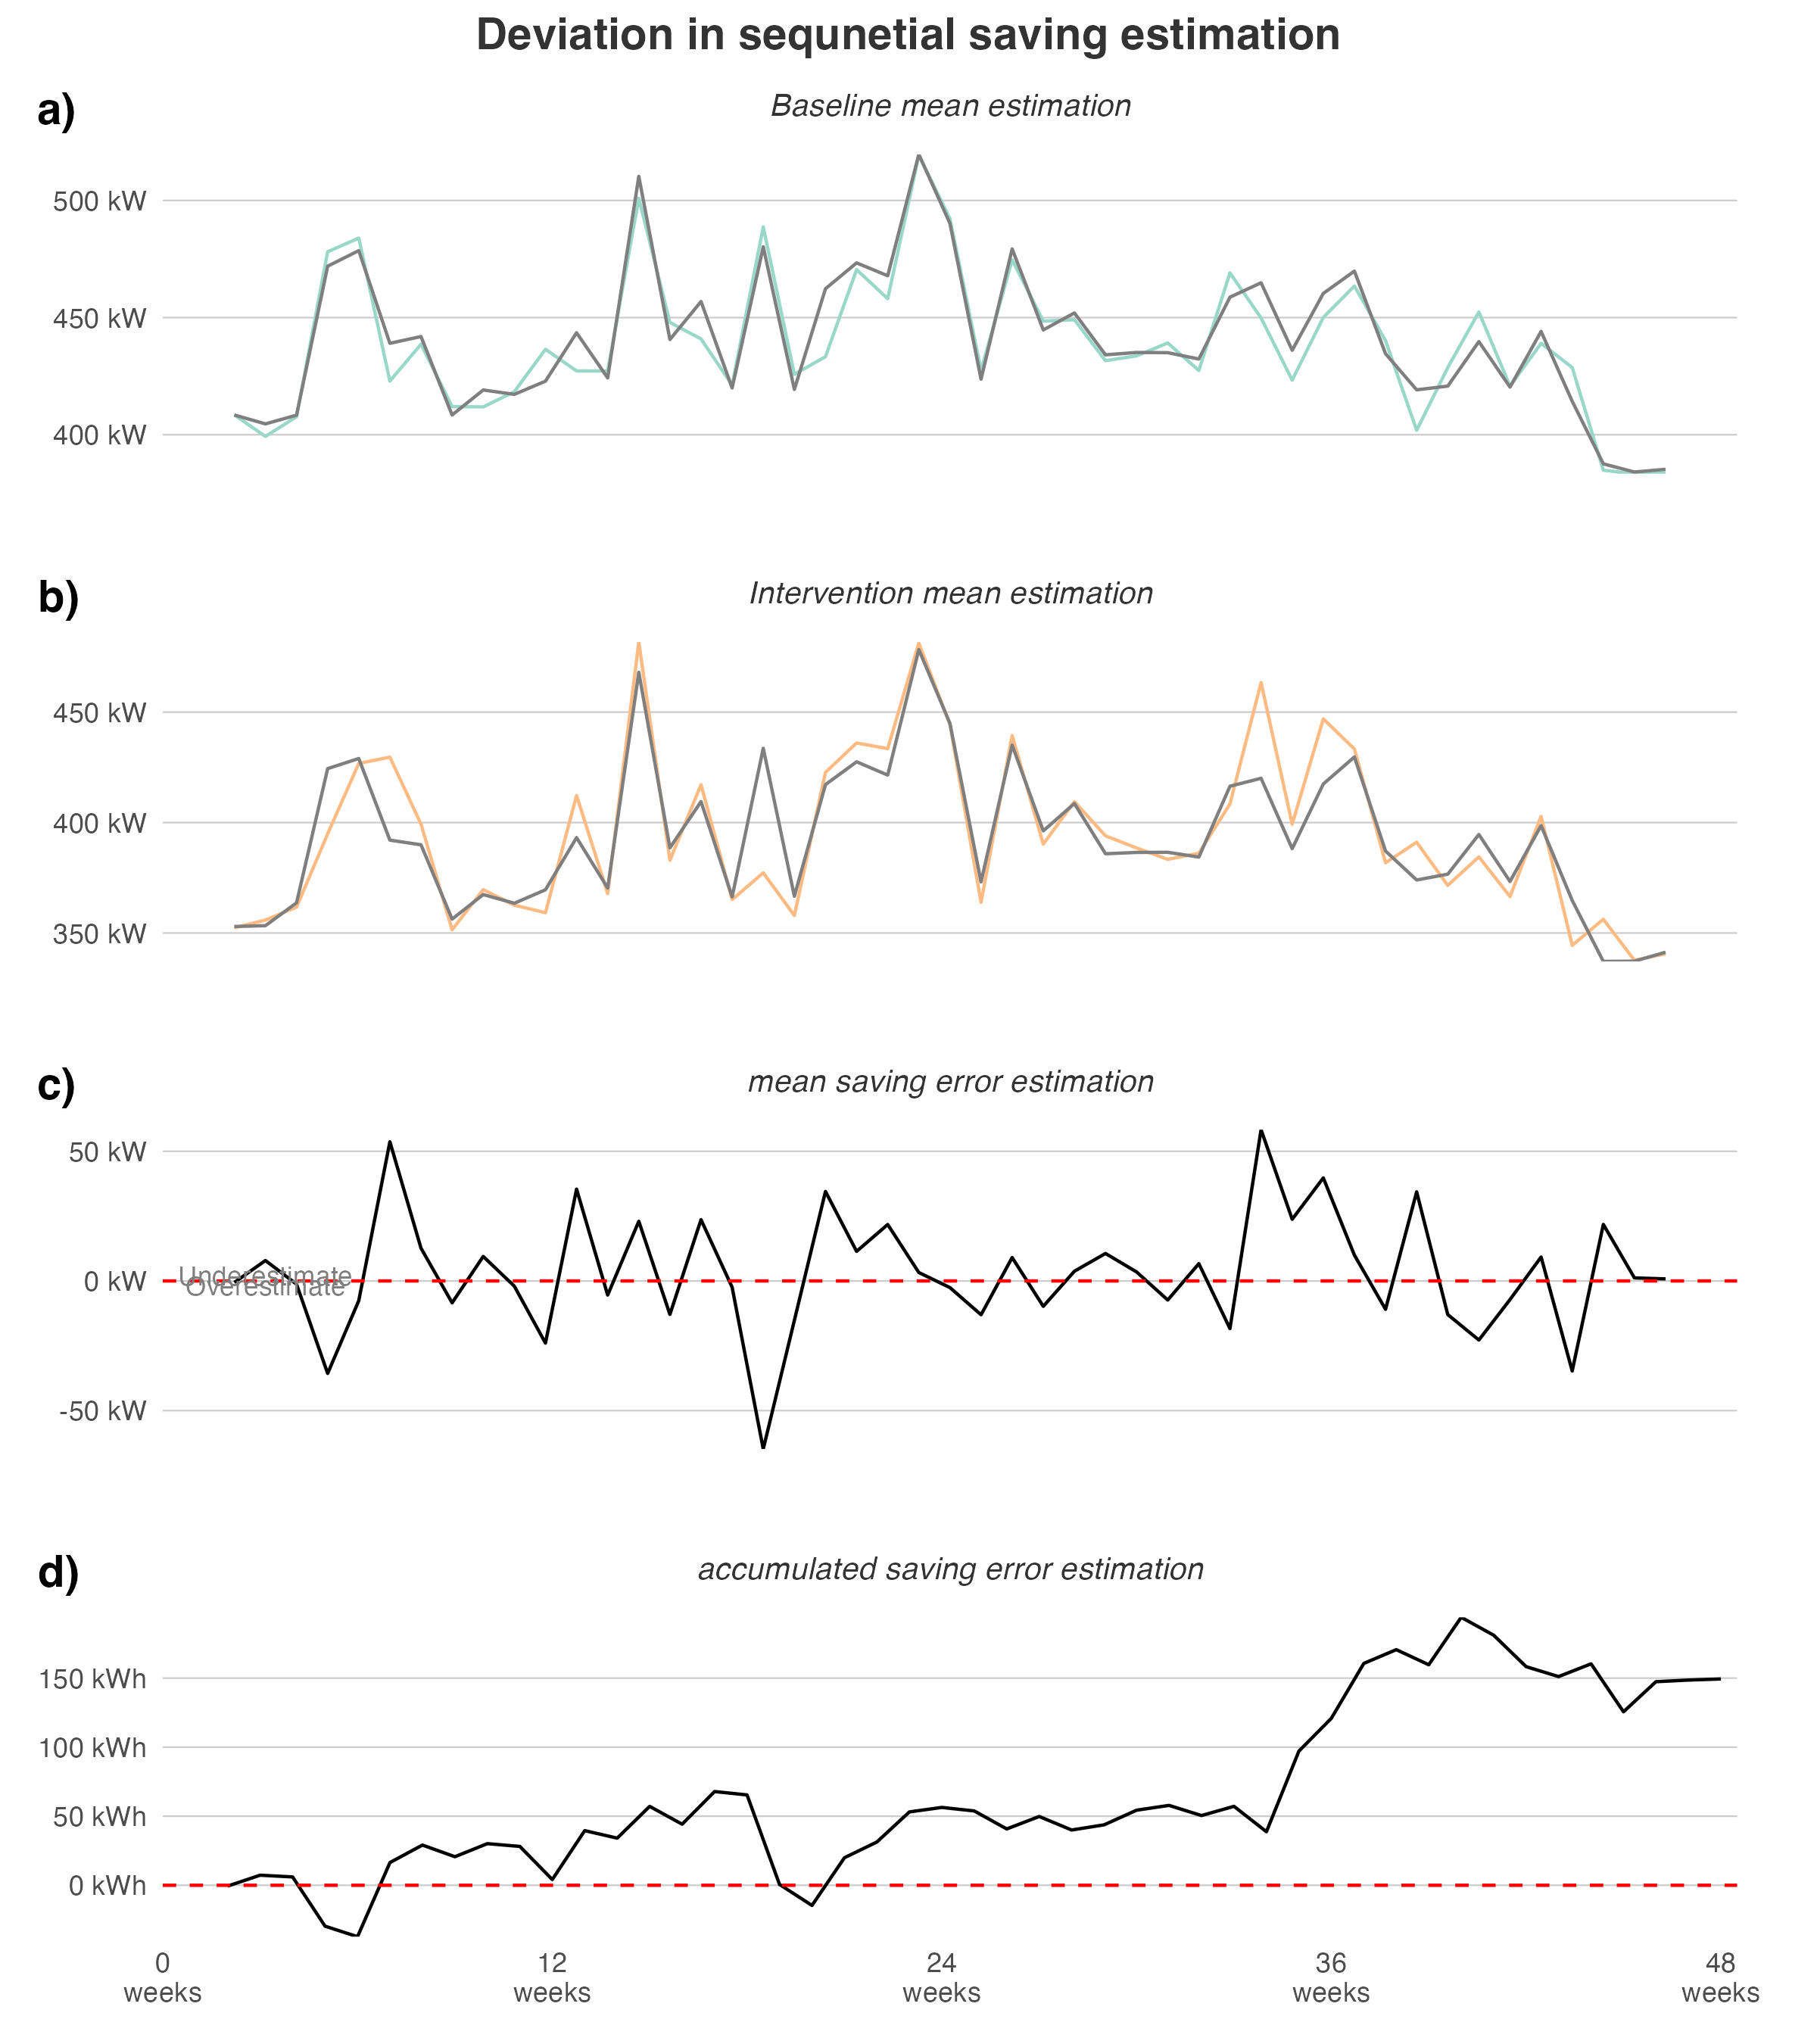 Deviation in sequnetial saving estimation
a)
Baseline mean estimation
500 kW
450 kW
400 kW
b)
Intervention mean estimation
450 kW
400 kW
350 kW
c)
mean saving error estimation
50 kW
Underestimate
0 kW
Overestimate
-50 kW
d)
accumulated saving error estimation
150 kWh
100 kWh
50 kWh
0 kWh
0
weeks
12
weeks
24
weeks
36
weeks
48
weeks